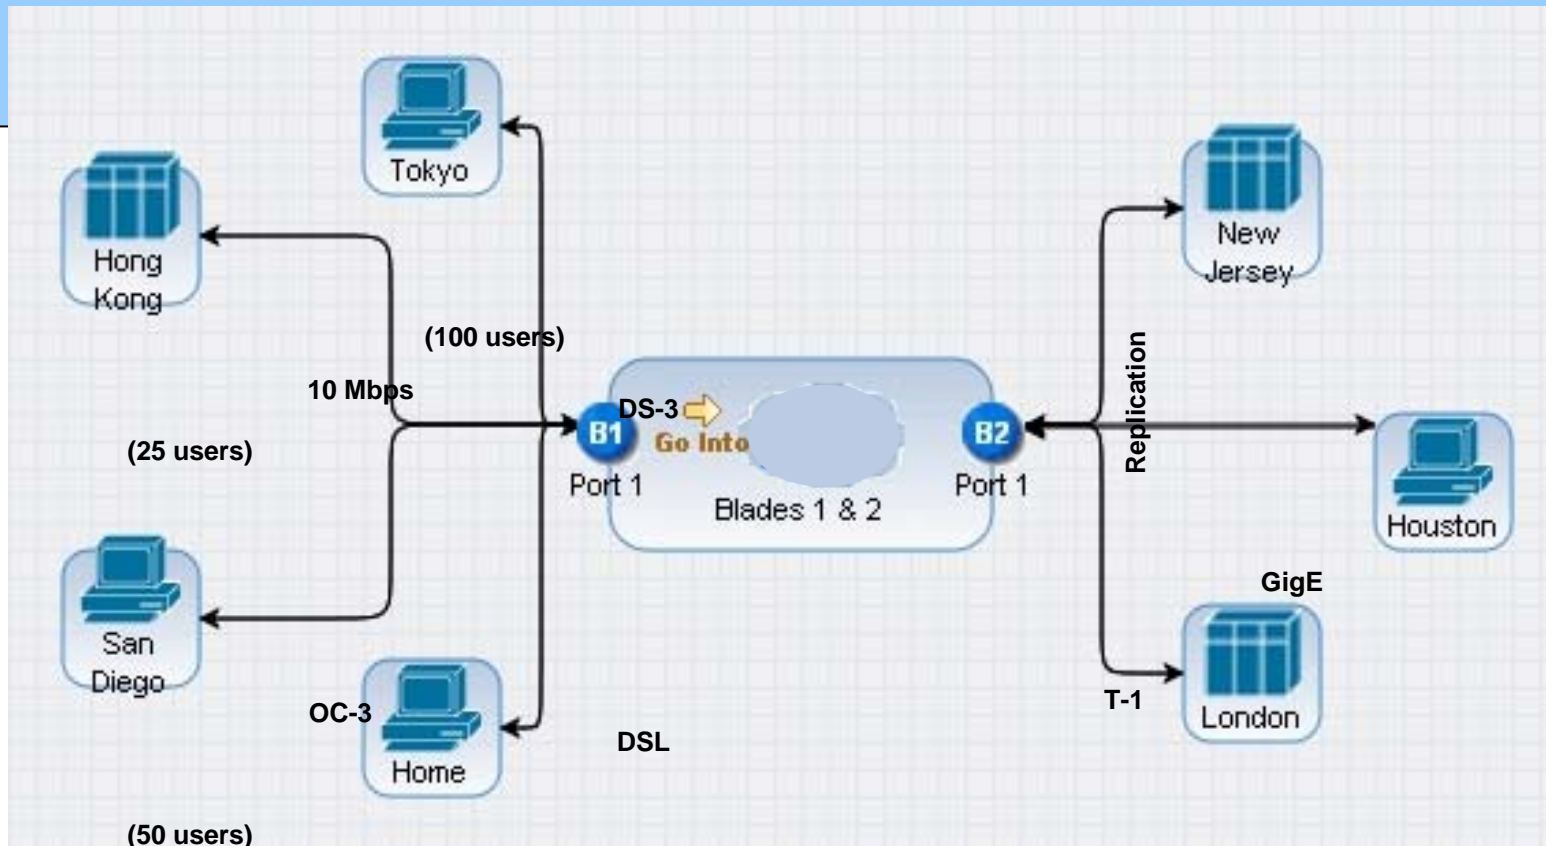 Tokyo
Hong
Kong
New
Jersey
(100 users)
10 Mbps
(25 users)
DS-3
Go Into
B1
Port 1
B2
Port 1
Blades 1 & 2
Replication
Houston
San
Diego
GigE
OC-3
Home
DSL
T-1
London
(50 users)